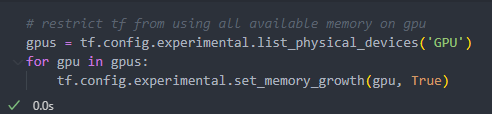 # restrict tf from using all available memory on gpu
gpus = tf.config.experimental.list_physical_devices('GPU')
for gpu in gpus:
    tf.config.experimental.set_memory_growth(gpu, True)
0.0s